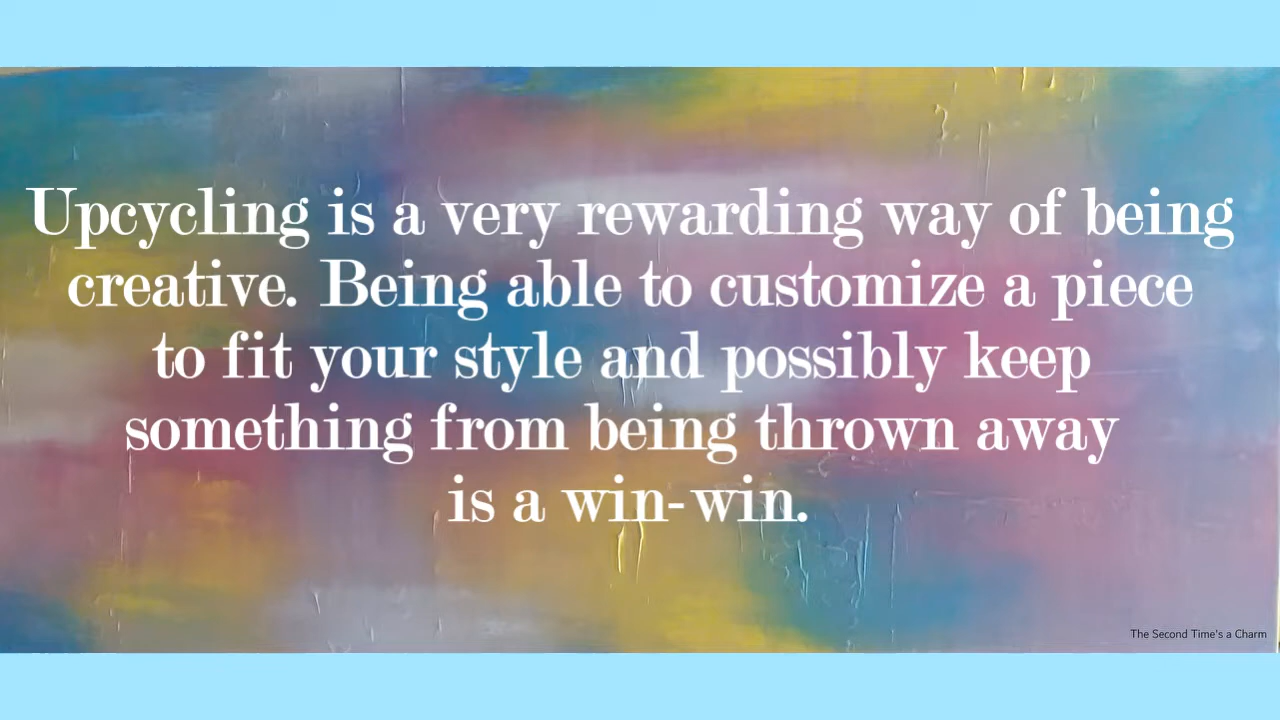 Upcycling is a very rewarding way of being
creative. Being able to customize a piece
to fit your style and possibly keep
something from being thrown away
is a win-win.
The Second Time's a Charm